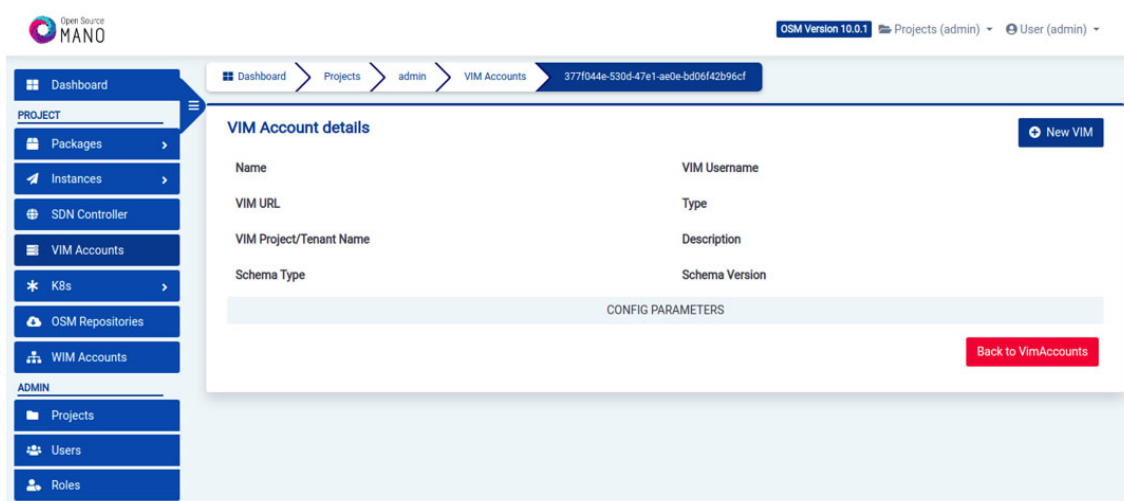 Open Source
MANO
OSM Version 10.0.1 Projects (admin) User (admin)
Dashboard
Dashboard Projects admin VIM Accounts 377f044e-530d-47e1-ae0e-bd06f42b96cf
PROJECT
Packages
Instances
SDN Controller
VIM Accounts
K8s
OSM Repositories
WIM Accounts
ADMIN
Projects
Users
Roles
VIM Account details
New VIM
Name VIM Username
VIM URL Type
VIM Project/Tenant Name Description
Schema Type Schema Version
CONFIG PARAMETERS
Back to VimAccounts